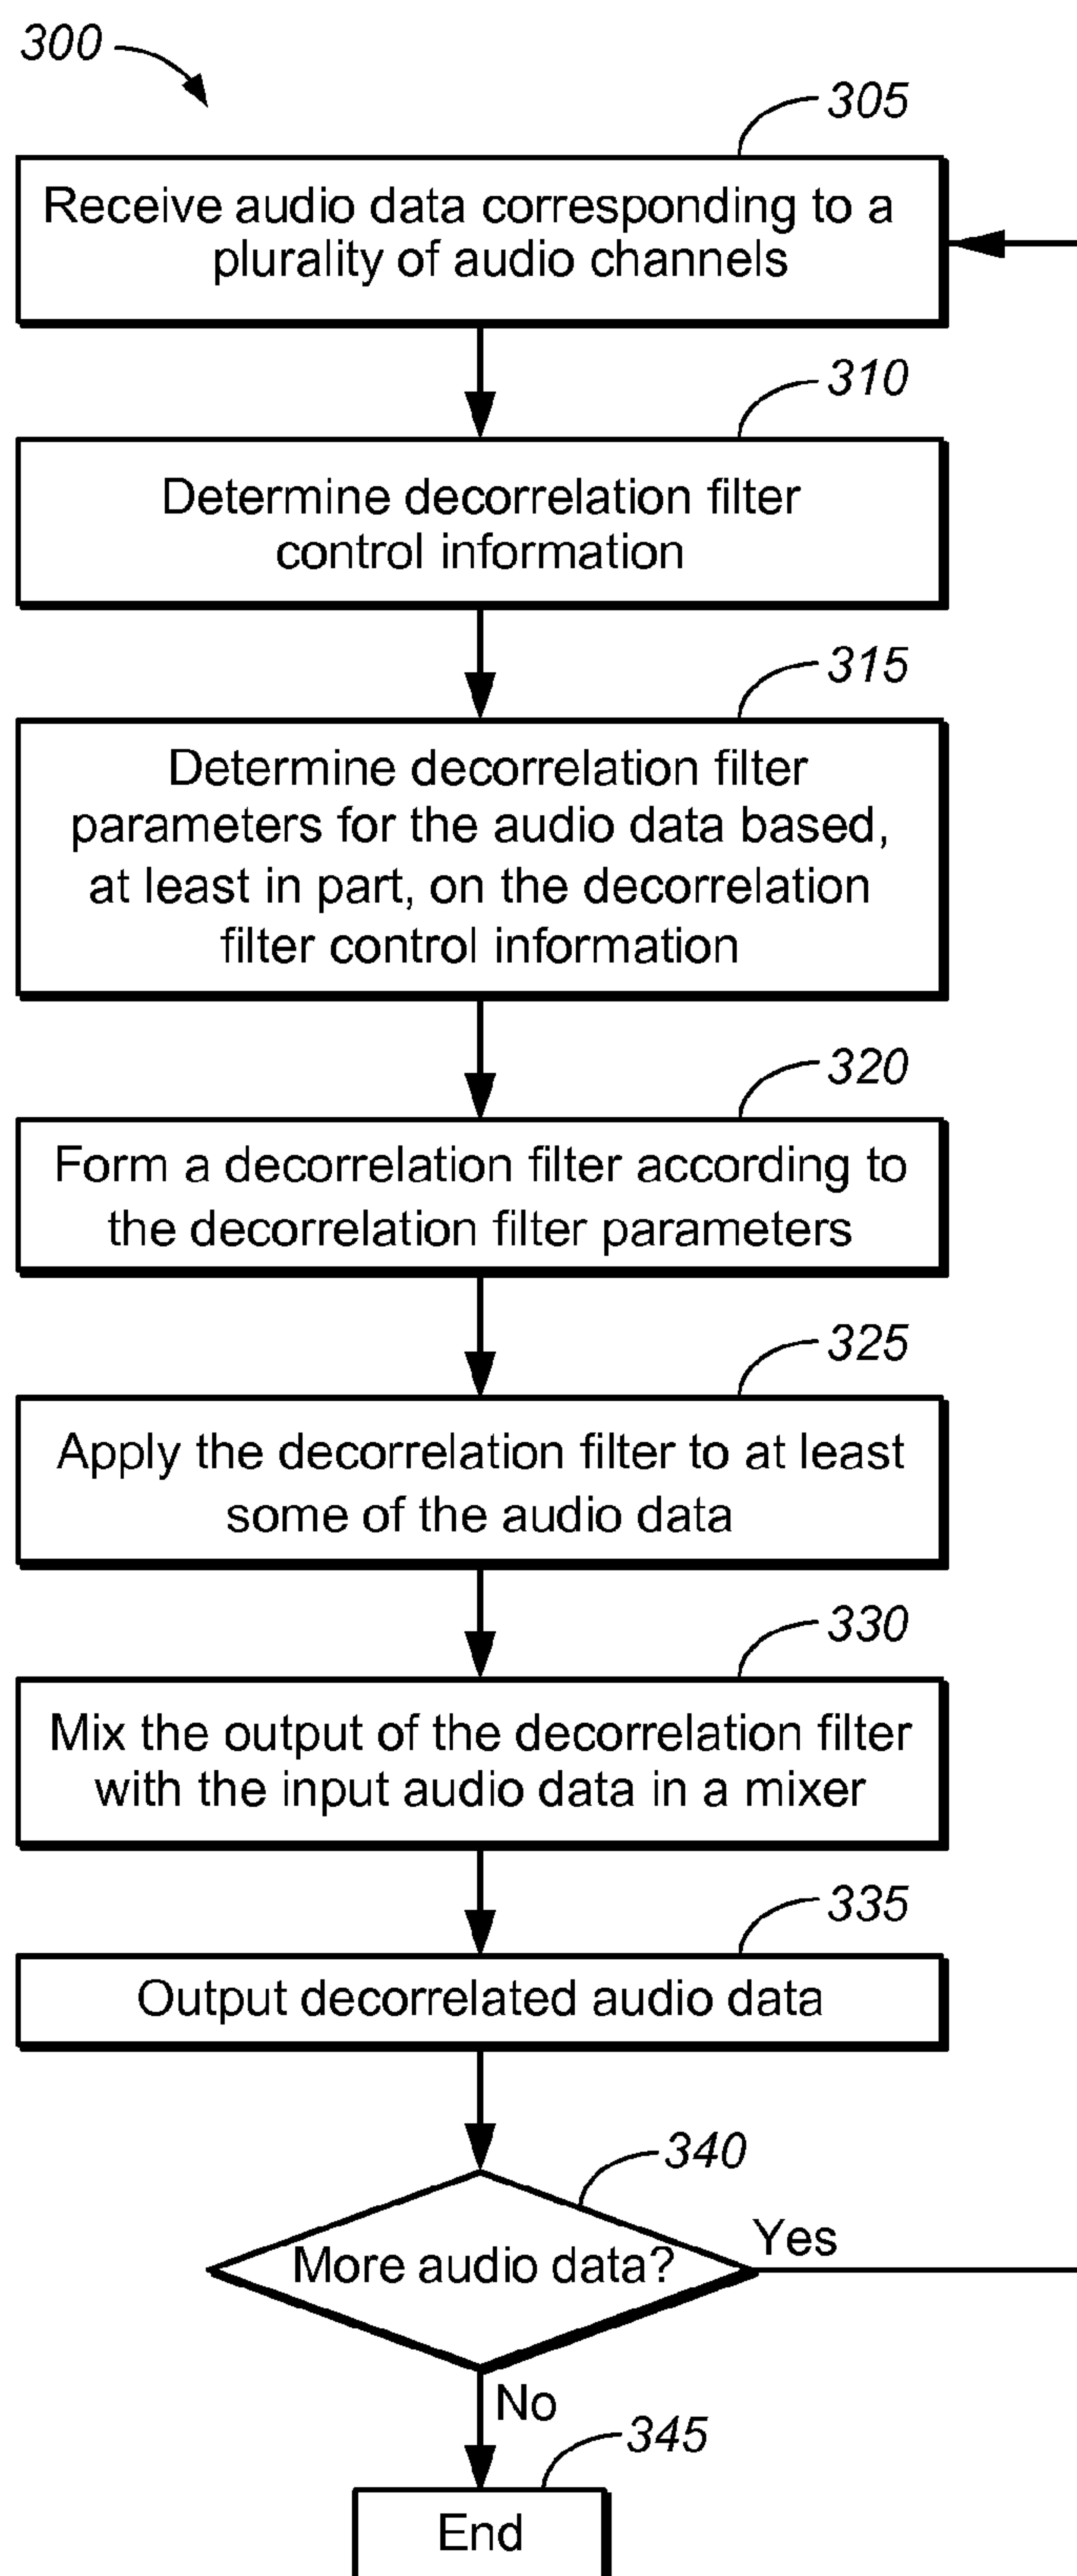 300
305
Receive audio data corresponding to a
plurality of audio channels
310
Determine decorrelation filter
control information
315
Determine decorrelation filter
parameters for the audio data based,
at least in part, on the decorrelation
filter control information
320
Form a decorrelation filter according to
the decorrelation filter parameters
325
Apply the decorrelation filter to at least
some of the audio data
330
Mix the output of the decorrelation filter
with the input audio data in a mixer
335
Output decorrelated audio data
340
More audio data?
Yes
No
345
End